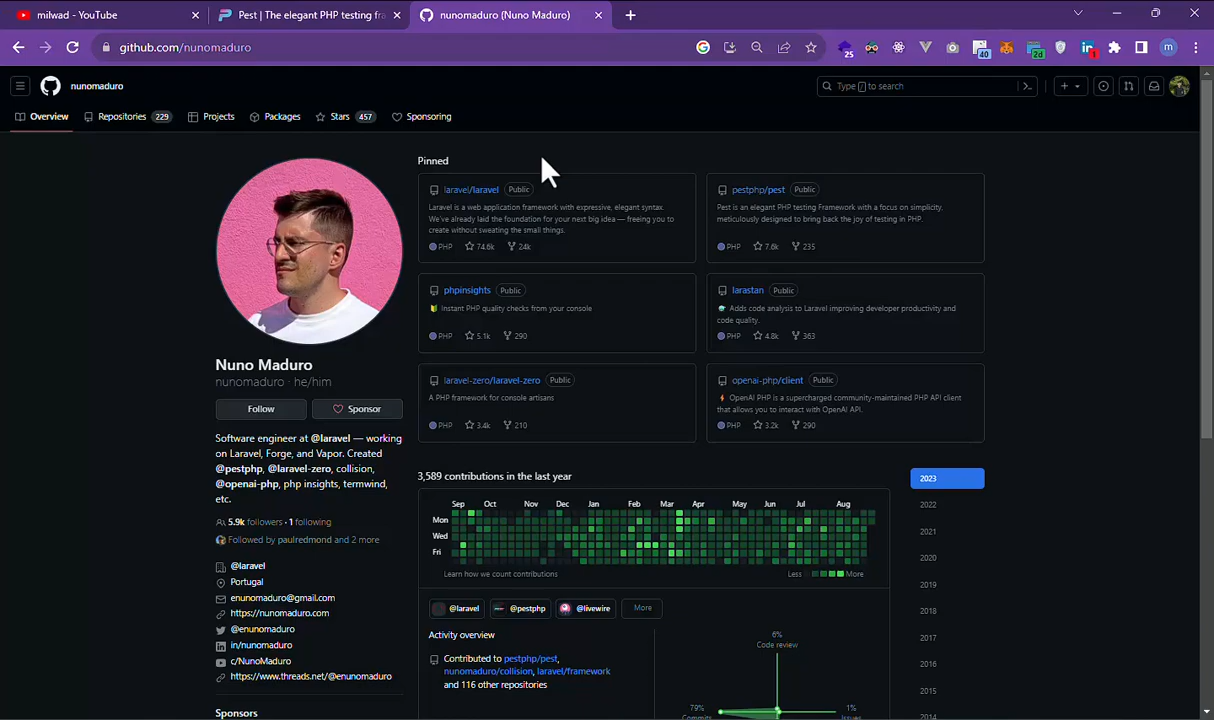 milwad - YouTube
Pest | The elegant PHP testing fra
nunomaduro (Nuno Maduro)
github.com/nunomaduro
25
40
2d
1
m
nunomaduro
Type / to search
Overview
Repositories 229
Projects
Packages
Stars 457
Sponsoring
Pinned
laravel/laravel Public
Laravel is a web application framework with expressive, elegant syntax.
We've already laid the foundation for your next big idea — freeing you to
create without sweating the small things.
PHP 74.6k 24k
pestphp/pest Public
Pest is an elegant PHP testing Framework with a focus on simplicity,
meticulously designed to bring back the joy of testing in PHP.
PHP 7.6k 235
phpinsights Public
Instant PHP quality checks from your console
PHP 5.1k 290
larastan Public
Adds code analysis to Laravel improving developer productivity and
code quality.
PHP 4.8k 363
laravel-zero/laravel-zero Public
A PHP framework for console artisans
PHP 3.4k 210
openai-php/client Public
OpenAI PHP is a supercharged community-maintained PHP API client
that allows you to interact with OpenAI API.
PHP 3.2k 290
Nuno Maduro
nunomaduro · he/him
Follow
Sponsor
Software engineer at @laravel — working
on Laravel, Forge, and Vapor. Created
@pestphp, @laravel-zero, collision,
@openai-php, php insights, termwind,
etc.
5.9k followers · 1 following
Followed by paulredmond and 2 more
@laravel
Portugal
enunomaduro@gmail.com
https://nunomaduro.com
@enunomaduro
in/nunomaduro
c/NunoMaduro
https://www.threads.net/@enunomaduro
Sponsors
3,589 contributions in the last year
Sep Oct Nov Dec Jan Feb Mar Apr May Jun Jul Aug
Mon
Wed
Fri
Learn how we count contributions
Less More
@laravel
@pestphp
@livewire
More
Activity overview
Contributed to pestphp/pest,
nunomaduro/collision, laravel/framework
and 116 other repositories
6%
Code review
79%
Commits
1%
Issues
2023
2022
2021
2020
2019
2018
2017
2016
2015
2014